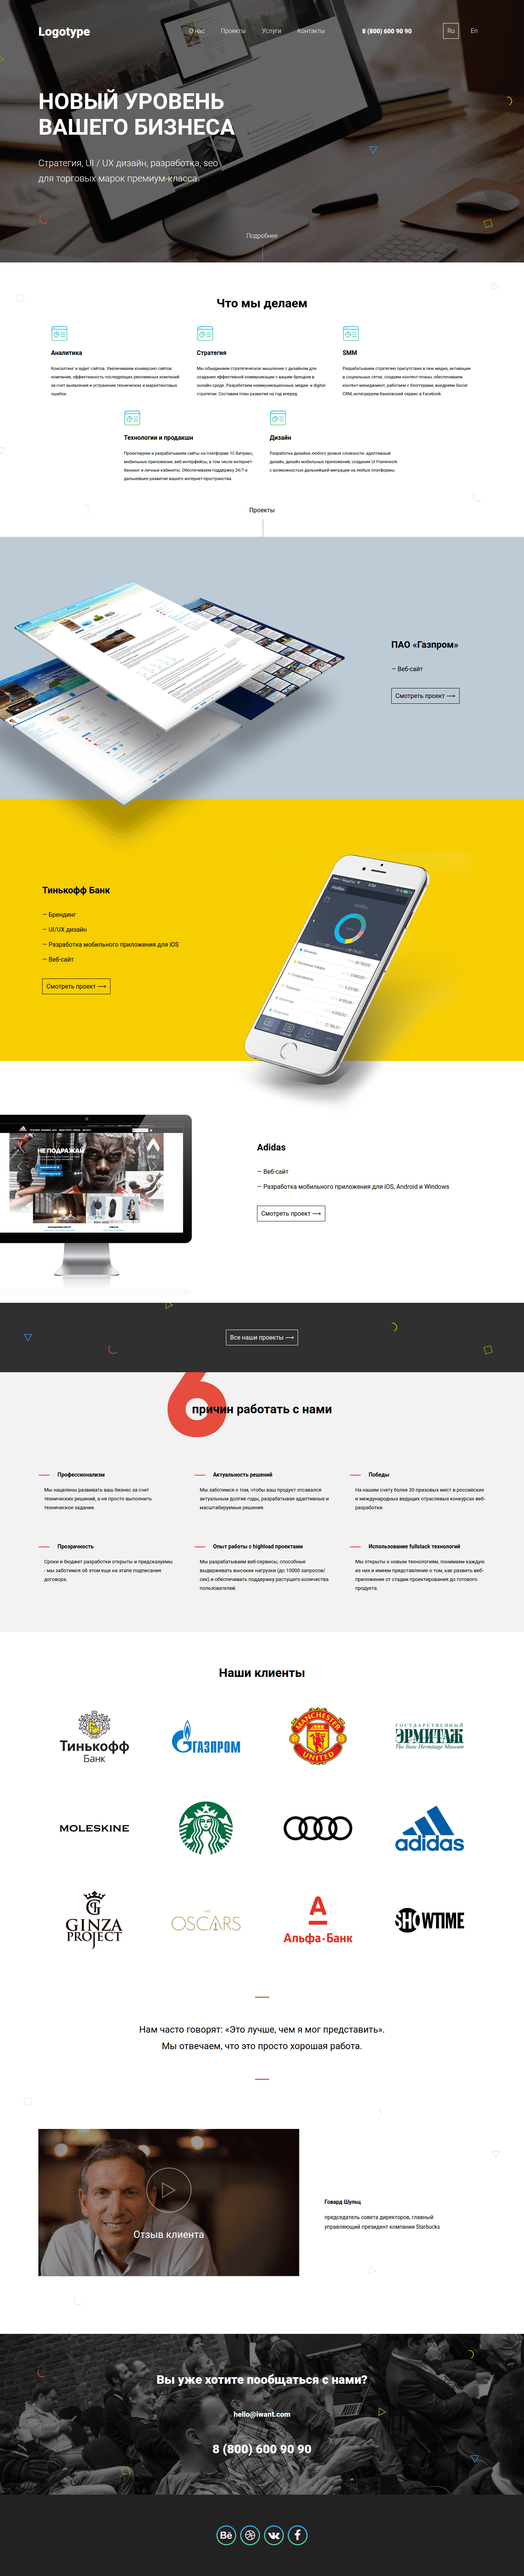 Logotype
О нас
Проекты
Услуги
Контакты
8 (800) 600 90 90
Ru
En
НОВЫЙ УРОВЕНЬ
ВАШЕГО БИЗНЕСА
Стратегия, UI / UX дизайн, разработка, seo
для торговых марок премиум-класса.
Подробнее
Что мы делаем
Аналитика
Консалтинг и аудит сайтов. Увеличиваем конверсию сайтов
компании, эффективность последующих рекламных компаний
за счет выявления и устранения технических и маркетинговых
ошибок.
Стратегия
Мы объединяем стратегическое мышление с дизайном для
создания эффективной коммуникации с вашим брендом в
онлайн-среде. Разработаем коммуникационные, медиа- и digital-
стратегии. Составим план развития на год вперед.
SMM
Разрабатываем стратегию присутствия в new медиа, активации
в социальных сетях, создаем контент-планы, обеспечиваем
контент-менеджмент, работаем с блоггерами, внедряем Social
CRM, интегрируем банковский сервис в Facebook.
Технологии и продакшн
Проектируем и разрабатываем сайты на платформе 1С-Битрикс,
мобильные приложения, веб-интерфейсы, в том числе интернет-
банкинг и личные кабинеты. Обеспечиваем поддержку 24/7 и
дальнейшее развитие вашего интернет-пространства.
Дизайн
Разработка дизайна любого уровня сложности: адаптивный
дизайн, дизайн мобильных приложений, создание UI Framework
с возможностью дальнейшей миграции на любые платформы.
Проекты
ПАО «Газпром»
— Веб-сайт
Смотреть проект ⟶
Тинькофф Банк
— Брендинг
— UI/UX дизайн
— Разработка мобильного приложения для iOS
— Веб-сайт
Смотреть проект ⟶
НЕ ПОДРАЖАЙ
Adidas
— Веб-сайт
— Разработка мобильного приложения для iOS, Android и Windows
Смотреть проект ⟶
Все наши проекты ⟶
6
причин работать с нами
Профессионализм
Мы нацелены развивать ваш бизнес за счет
технических решений, а не просто выполнить
техническое задание.
Актуальность решений
Мы заботимся о том, чтобы ваш продукт отсавался
актуальным долгие годы, разрабатывая адаптивные и
масштабируемые решения.
Победы
На нашем счету более 30 призовых мест в российских
и международных ведущих отраслевых конкурсах веб-
разработки.
Прозрачность
Сроки и бюджет разработки открыты и предсказуемы
- мы заботимся об этом еще на этапе подписания
договора.
Опыт работы с highload проектами
Мы разрабатываем веб-сервисы, способные
выдерживать высокие нагрузки (до 10000 запросов/
сек) и обеспечивать поддержку растущего количества
пользователей.
Использование fullstack технологий
Мы открыты к новым технологиям, понимаем каждую
из них и имеем представление о том, как развить веб-
приложение от стадии проектирования до готового
продукта.
Наши клиенты
Тинькофф
Банк
ГАЗПРОМ
MANCHESTER
UNITED
ГОСУДАРСТВЕННЫЙ
ЭРМИТАЖ
The State Hermitage Museum
MOLESKINE
adidas
GINZA
PROJECT
THE
OSCARS
А
Альфа·Банк
SHOWTIME
Нам часто говорят: «Это лучше, чем я мог представить».
Мы отвечаем, что это просто хорошая работа.
Отзыв клиента
Говард Шульц
председатель совета директоров, главный
управляющий президент компании Starbucks
Вы уже хотите пообщаться с нами?
hello@iwant.com
8 (800) 600 90 90
Bē
f